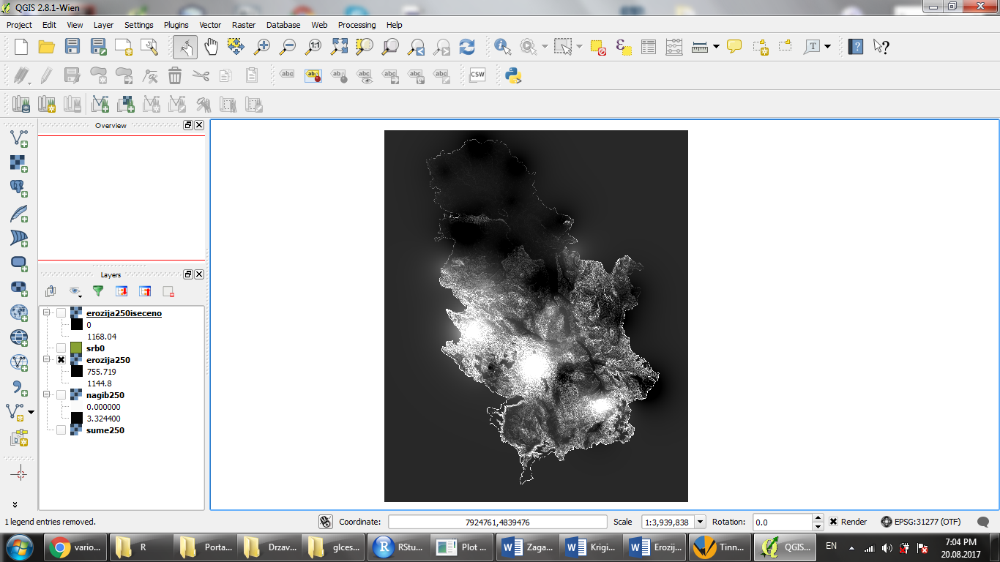 QGIS 2.8.1-Wien
Project Edit View Layer Settings Plugins Vector Raster Database Web Processing Help
1:1 ε T ? ?
abc ab abc abc abc abc abc CSW
Overview
Layers
erozija250iseceno
0
1168.04
srb0
erozija250
755.719
1144.8
nagib250
0.000000
3.324400
sume250
1 legend entries removed. Coordinate: 7924761,4839476 Scale 1:3,939,838 Rotation: 0.0 Render EPSG:31277 (OTF)
vario... R Porta... Drzav... glces... RStu... Plot ... Zaga... Krigi... Erozij... Tinn... QGIS... EN 7:04 PM
20.08.2017